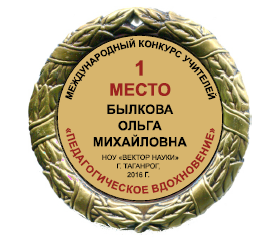 МЕЖДУНАРОДНЫЙ КОНКУРС УЧИТЕЛЕЙ
1
МЕСТО
БЫЛКОВА
ОЛЬГА
МИХАЙЛОВНА
НОУ «ВЕКТОР НАУКИ»
Г. ТАГАНРОГ,
2016 Г.
«ПЕДАГОГИЧЕСКОЕ ВДОХНОВЕНИЕ»